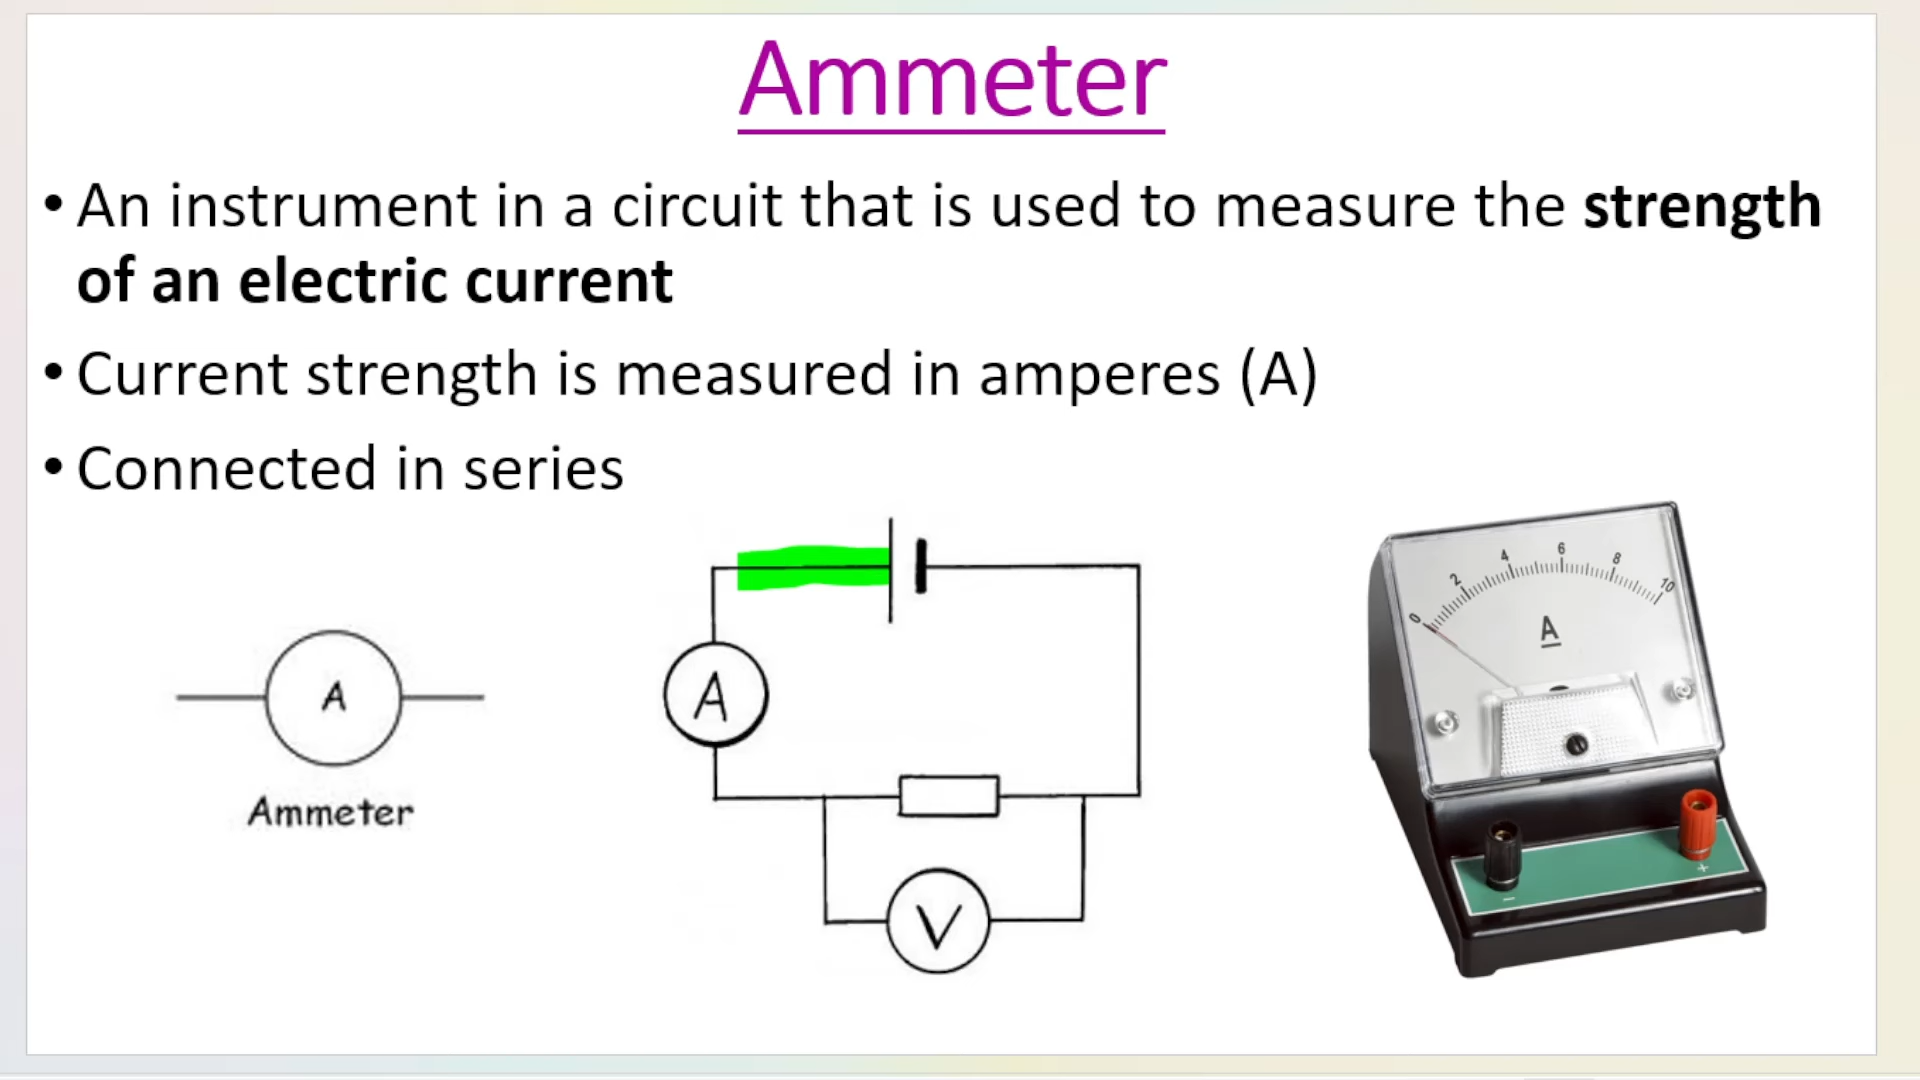 Ammeter
• An instrument in a circuit that is used to measure the strength
of an electric current
• Current strength is measured in amperes (A)
• Connected in series
A
Ammeter
A
V
0 2 4 6 8 10
A
+
−